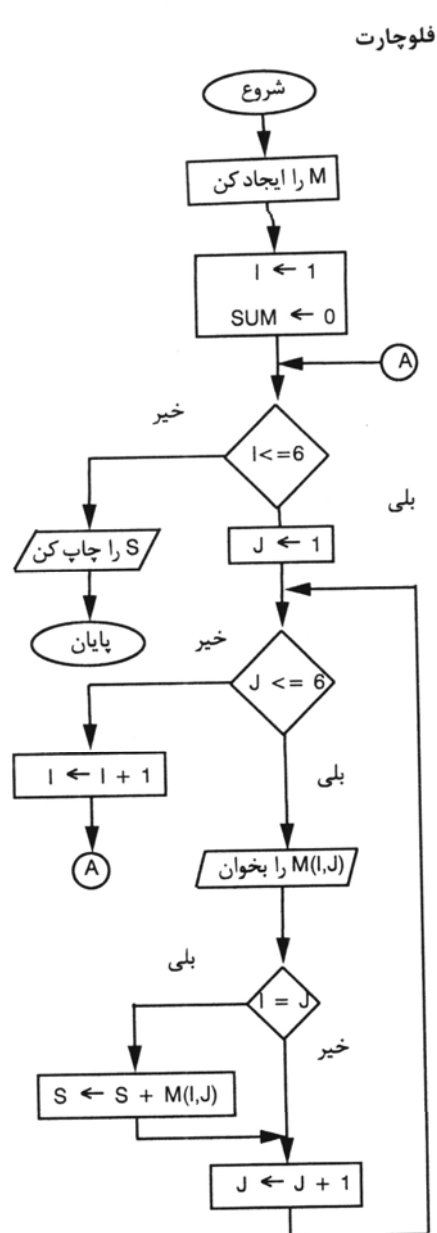 فلوچارت
شروع
M را ایجاد کن
I ← 1
SUM ← 0
A
I<=6
خیر
بلی
S را چاپ کن
J ← 1
پایان
خیر
J <= 6
I ← I + 1
بلی
A
M(I,J) را بخوان
بلی
I = J
خیر
S ← S + M(I,J)
J ← J + 1